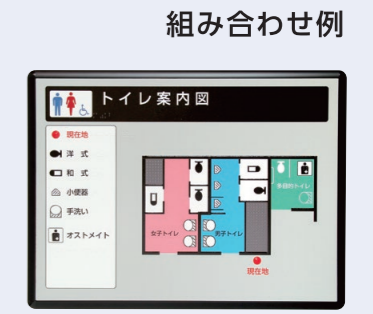 組み合わせ例
トイレ案内図
現在地
洋 式
和 式
小便器
手洗い
オストメイト
女子トイレ
男子トイレ
多目的トイレ
現在地